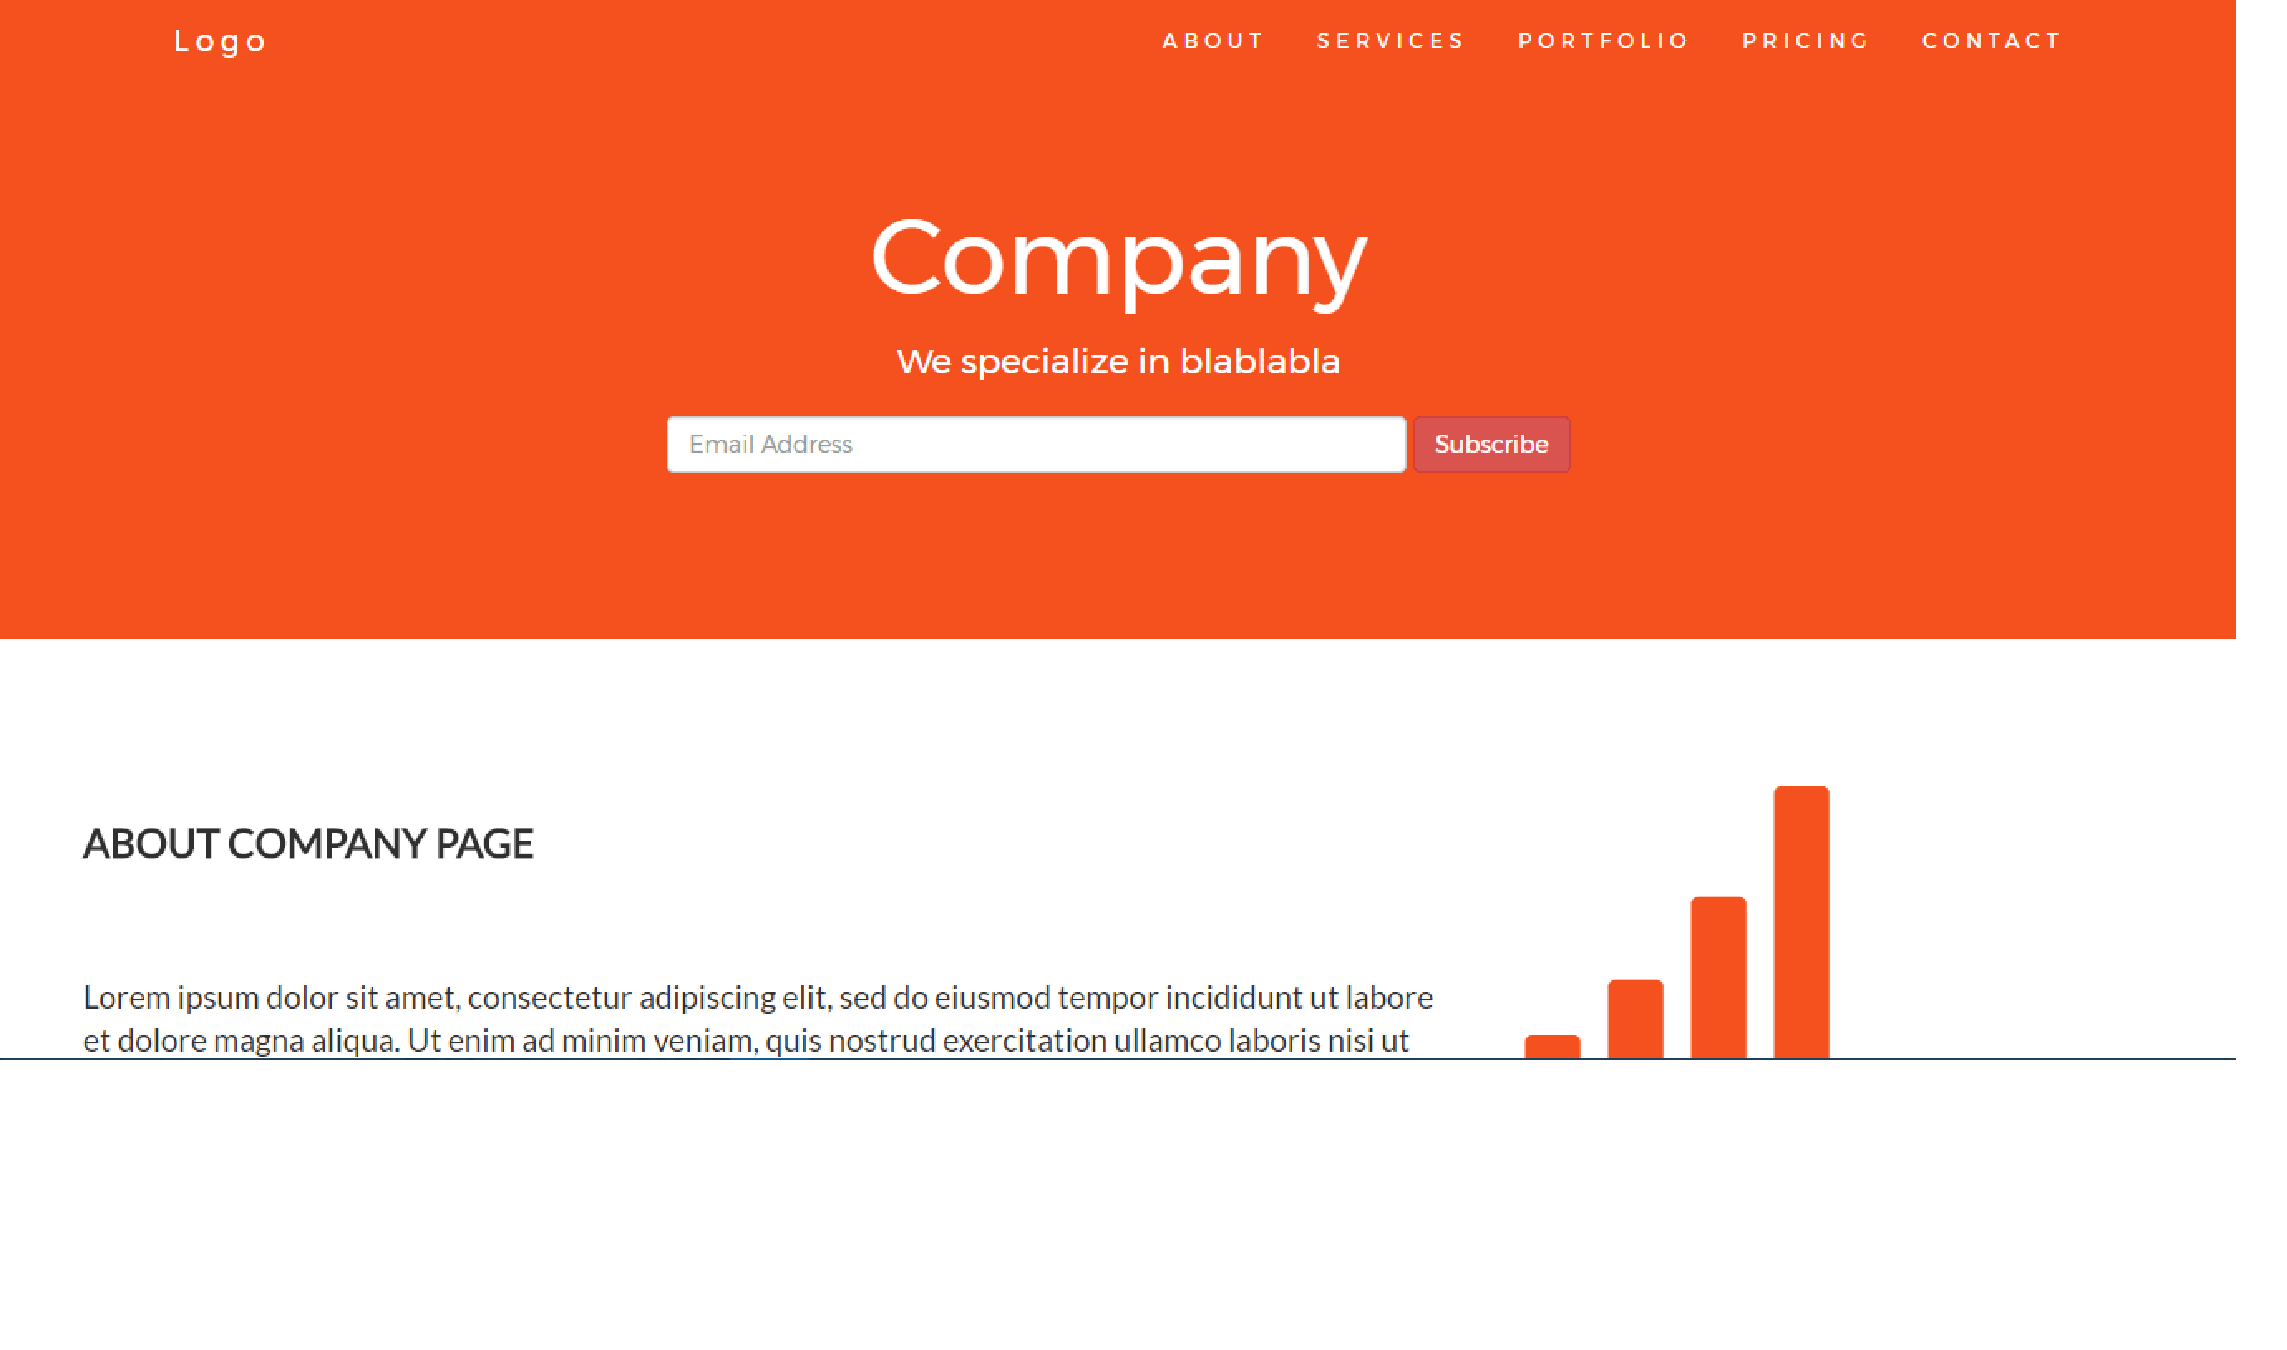 Logo
ABOUT SERVICES PORTFOLIO PRICING CONTACT
Company
We specialize in blablabla
Email Address
Subscribe
ABOUT COMPANY PAGE
Lorem ipsum dolor sit amet, consectetur adipiscing elit, sed do eiusmod tempor incididunt ut labore
et dolore magna aliqua. Ut enim ad minim veniam, quis nostrud exercitation ullamco laboris nisi ut